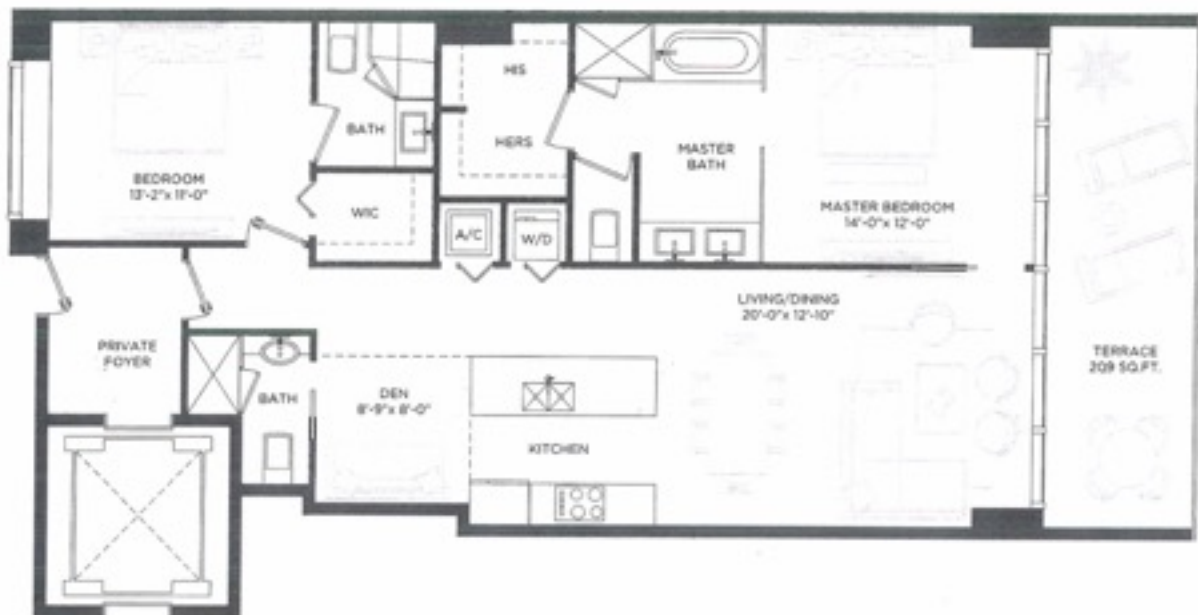 HIS
BATH
HERS
MASTER
BATH
BEDROOM
13'-2"x 11'-0"
WIC
A/C
W/D
MASTER BEDROOM
14'-0"x 12'-0"
LIVING/DINING
20'-0"x 12'-10"
PRIVATE
FOYER
TERRACE
209 SQ.FT.
BATH
DEN
8'-9"x 8'-0"
KITCHEN